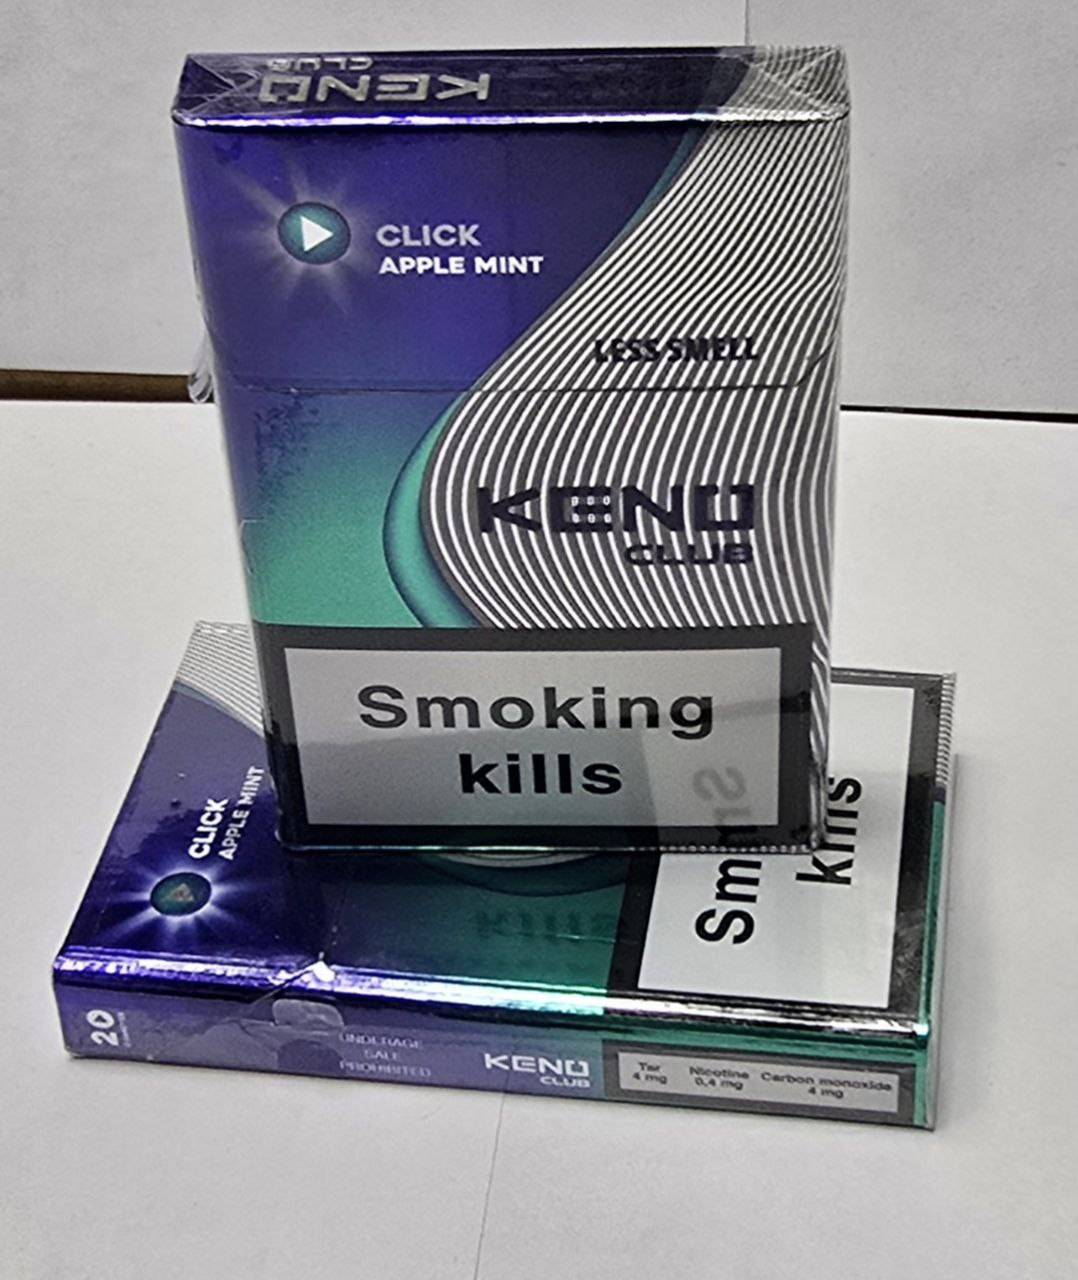 KENO
CLUB
CLICK
APPLE MINT
LESS SMELL
KENO
CLUB
Smoking
kills
CLICK
APPLE MINT
Sm
kills
20
UNDERAGE
SALE
PROHIBITED
KENO
CLUB
Tar Nicotine Carbon monoxide
4 mg 0,4 mg 4 mg